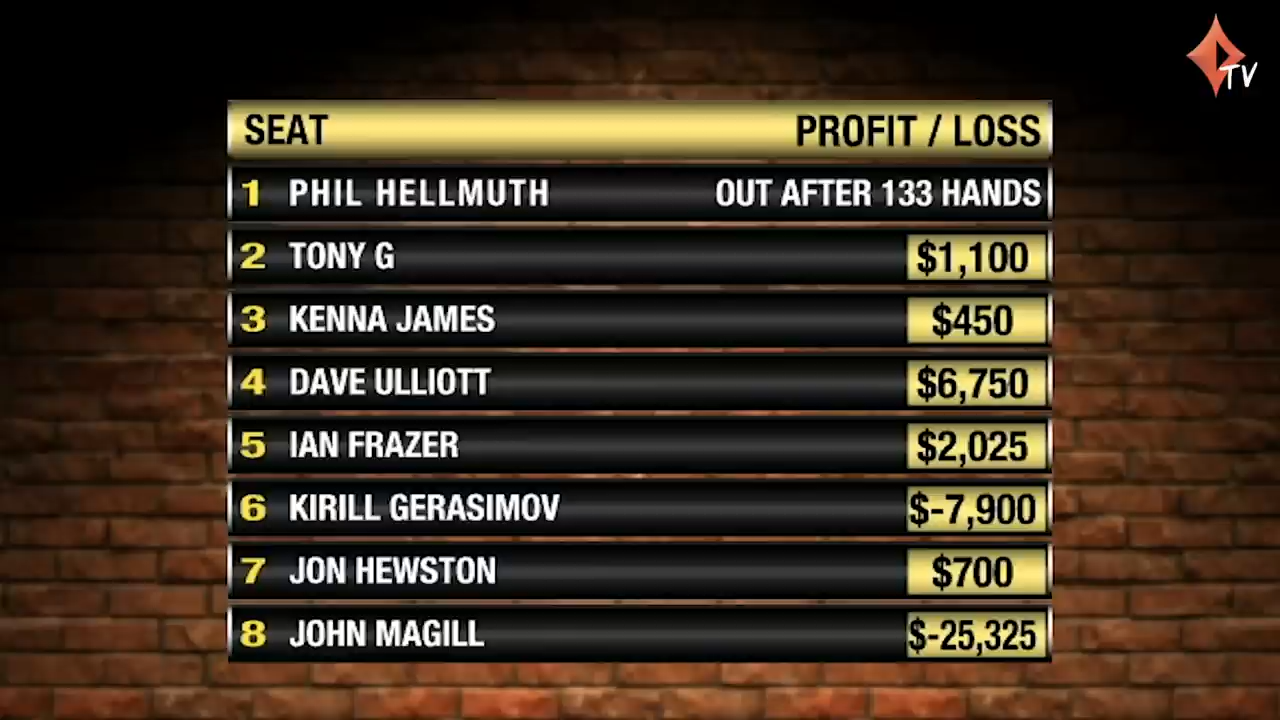 TV
SEAT PROFIT / LOSS
1 PHIL HELLMUTH OUT AFTER 133 HANDS
2 TONY G $1,100
3 KENNA JAMES $450
4 DAVE ULLIOTT $6,750
5 IAN FRAZER $2,025
6 KIRILL GERASIMOV $-7,900
7 JON HEWSTON $700
8 JOHN MAGILL $-25,325